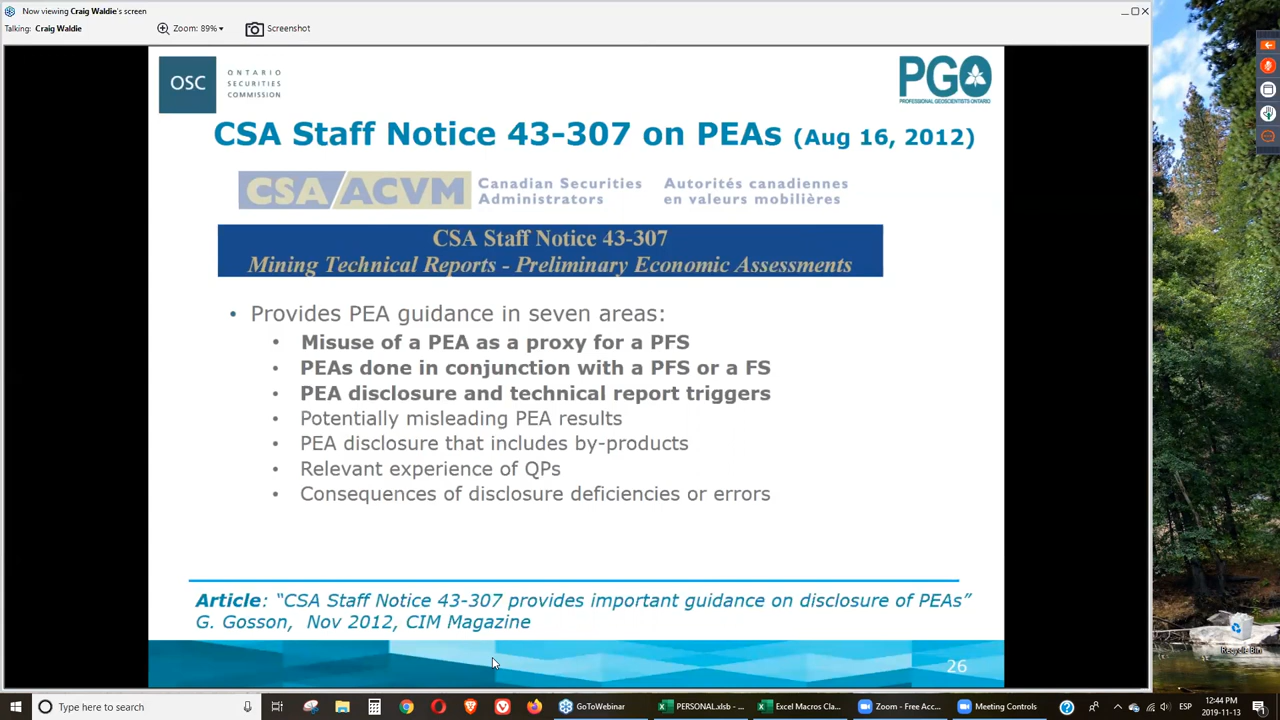 Now viewing Craig Waldie's screen
Talking: Craig Waldie
Zoom: 89%
Screenshot
OSC
ONTARIO
SECURITIES
COMMISSION
PGO
PROFESSIONAL GEOSCIENTISTS ONTARIO
CSA Staff Notice 43-307 on PEAs (Aug 16, 2012)
CSA/ACVM
Canadian Securities
Administrators
Autorités canadiennes
en valeurs mobilières
CSA Staff Notice 43-307
Mining Technical Reports - Preliminary Economic Assessments
• Provides PEA guidance in seven areas:
• Misuse of a PEA as a proxy for a PFS
• PEAs done in conjunction with a PFS or a FS
• PEA disclosure and technical report triggers
• Potentially misleading PEA results
• PEA disclosure that includes by-products
• Relevant experience of QPs
• Consequences of disclosure deficiencies or errors
Article: “CSA Staff Notice 43-307 provides important guidance on disclosure of PEAs”
G. Gosson, Nov 2012, CIM Magazine
26
Recycle Bin
Type here to search
GoToWebinar
PERSONAL.xlsb - ...
Excel Macros Cla...
Zoom - Free Acc...
Meeting Controls
ESP
12:44 PM
2019-11-13